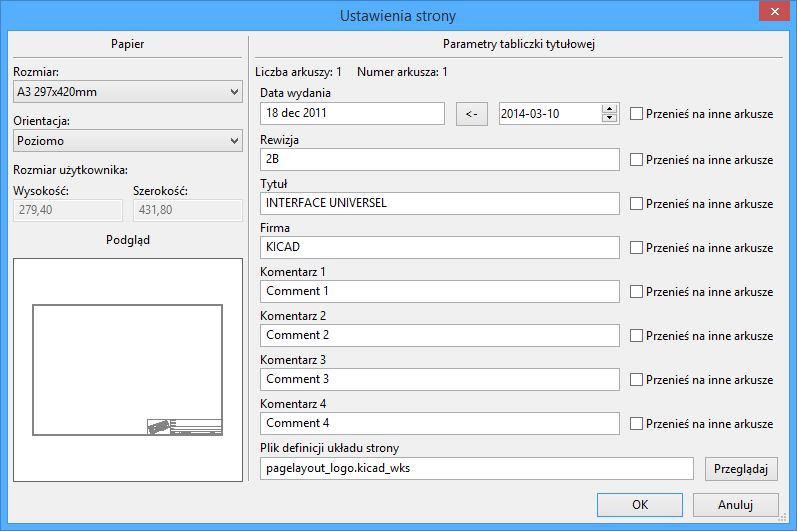 Ustawienia strony
Papier
Rozmiar:
A3 297x420mm
Orientacja:
Poziomo
Rozmiar użytkownika:
Wysokość: Szerokość:
279,40 431,80
Podgląd
Parametry tabliczki tytułowej
Liczba arkuszy: 1 Numer arkusza: 1
Data wydania
18 dec 2011 <- 2014-03-10 Przenieś na inne arkusze
Rewizja
2B Przenieś na inne arkusze
Tytuł
INTERFACE UNIVERSEL Przenieś na inne arkusze
Firma
KICAD Przenieś na inne arkusze
Komentarz 1
Comment 1 Przenieś na inne arkusze
Komentarz 2
Comment 2 Przenieś na inne arkusze
Komentarz 3
Comment 3 Przenieś na inne arkusze
Komentarz 4
Comment 4 Przenieś na inne arkusze
Plik definicji układu strony
pagelayout_logo.kicad_wks Przeglądaj
OK Anuluj